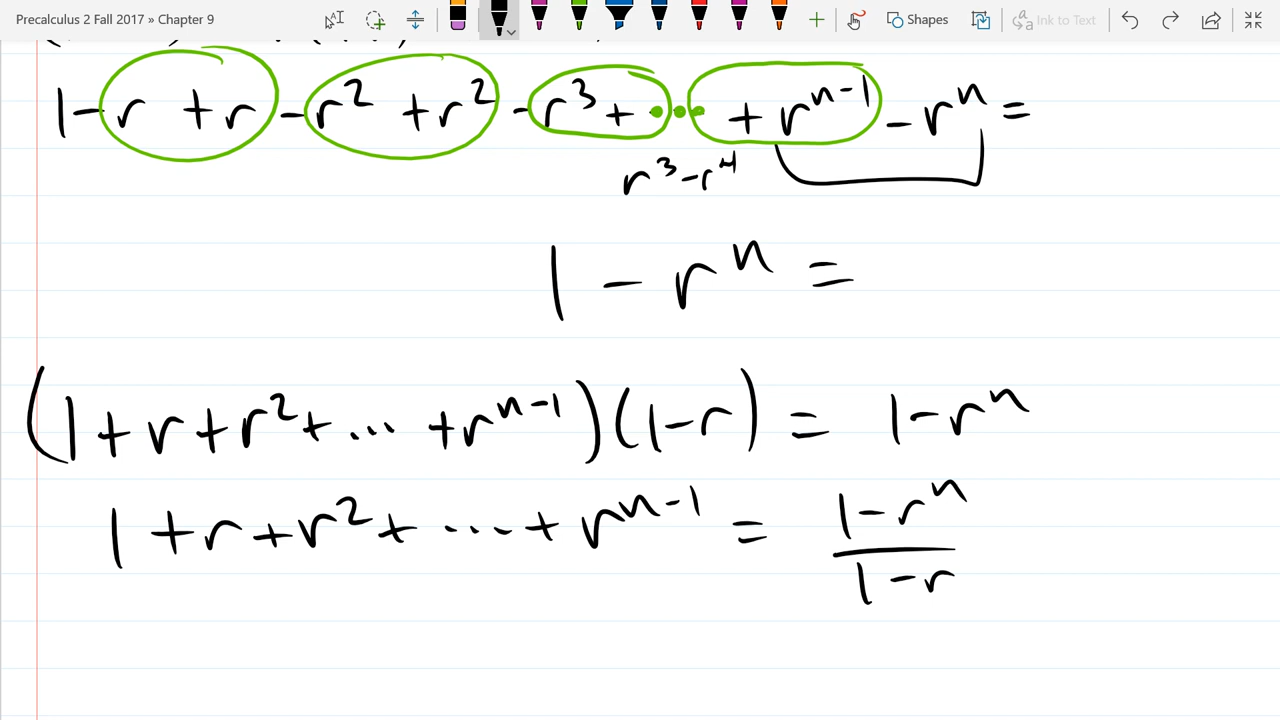 Precalculus 2 Fall 2017 » Chapter 9
Shapes
Ink to Text
1 - r + r - r² + r² - r³ + ··· + rⁿ⁻¹ - rⁿ =
r³ - r⁴
1 - rⁿ =
(1 + r + r² + ... + rⁿ⁻¹)(1 - r) = 1 - rⁿ
1 + r + r² + ... + rⁿ⁻¹ = (1 - rⁿ)/(1 - r)